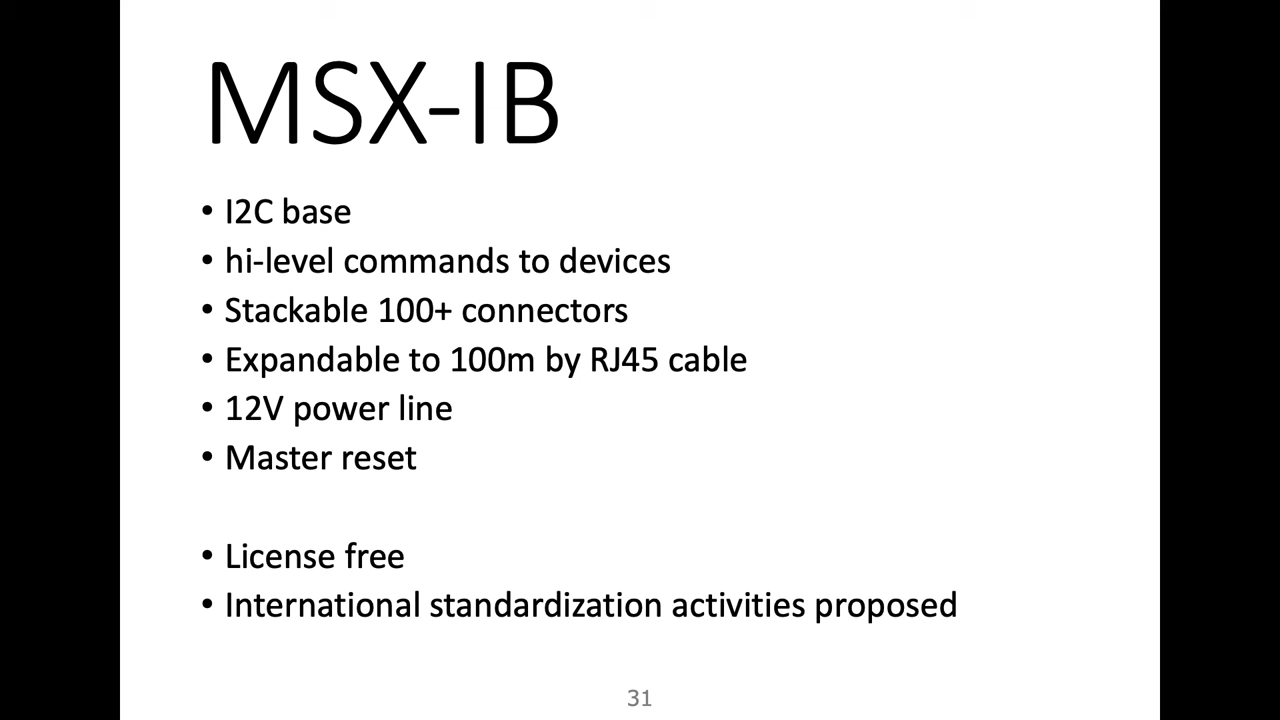 MSX-IB
• I2C base
• hi-level commands to devices
• Stackable 100+ connectors
• Expandable to 100m by RJ45 cable
• 12V power line
• Master reset
• License free
• International standardization activities proposed
31